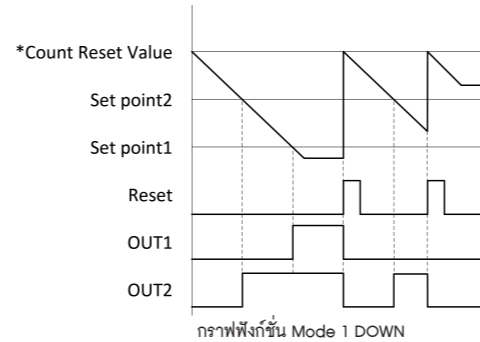 *Count Reset Value
Set point2
Set point1
Reset
OUT1
OUT2
กราฟฟังก์ชั่น Mode 1 DOWN